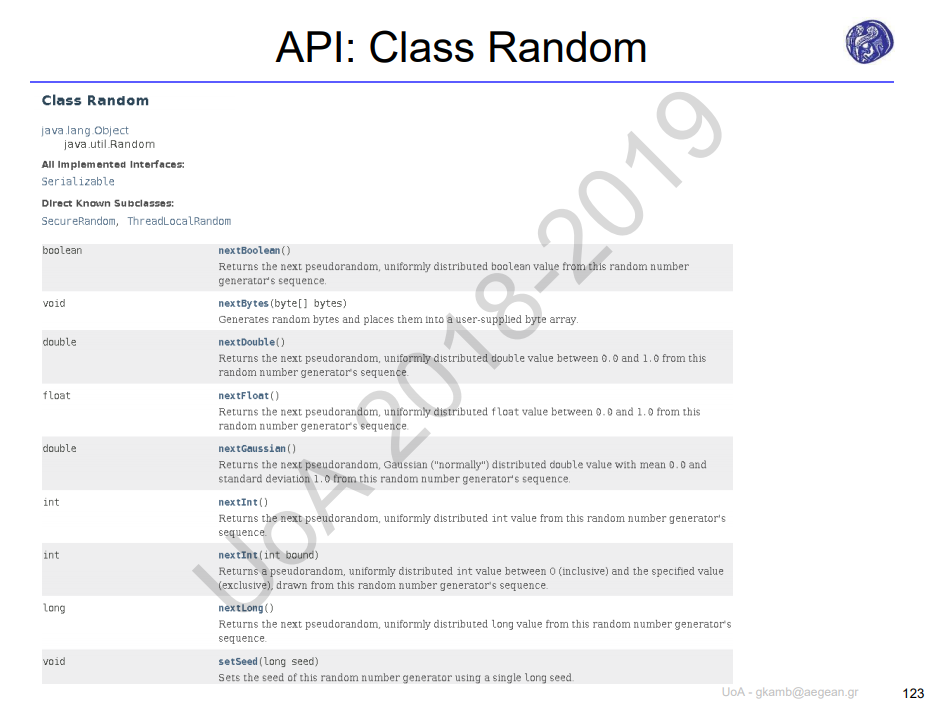 API: Class Random
Class Random
java.lang.Object
java.util.Random
All Implemented Interfaces:
Serializable
Direct Known Subclasses:
SecureRandom, ThreadLocalRandom
boolean nextBoolean()
Returns the next pseudorandom, uniformly distributed boolean value from this random number
generator's sequence.
void nextBytes(byte[] bytes)
Generates random bytes and places them into a user-supplied byte array.
double nextDouble()
Returns the next pseudorandom, uniformly distributed double value between 0.0 and 1.0 from this
random number generator's sequence.
float nextFloat()
Returns the next pseudorandom, uniformly distributed float value between 0.0 and 1.0 from this
random number generator's sequence.
double nextGaussian()
Returns the next pseudorandom, Gaussian ("normally") distributed double value with mean 0.0 and
standard deviation 1.0 from this random number generator's sequence.
int nextInt()
Returns the next pseudorandom, uniformly distributed int value from this random number generator's
sequence.
int nextInt(int bound)
Returns a pseudorandom, uniformly distributed int value between 0 (inclusive) and the specified value
(exclusive), drawn from this random number generator's sequence.
long nextLong()
Returns the next pseudorandom, uniformly distributed long value from this random number generator's
sequence.
void setSeed(long seed)
Sets the seed of this random number generator using a single long seed.
UoA 2018-2019
UoA - gkamb@aegean.gr 123